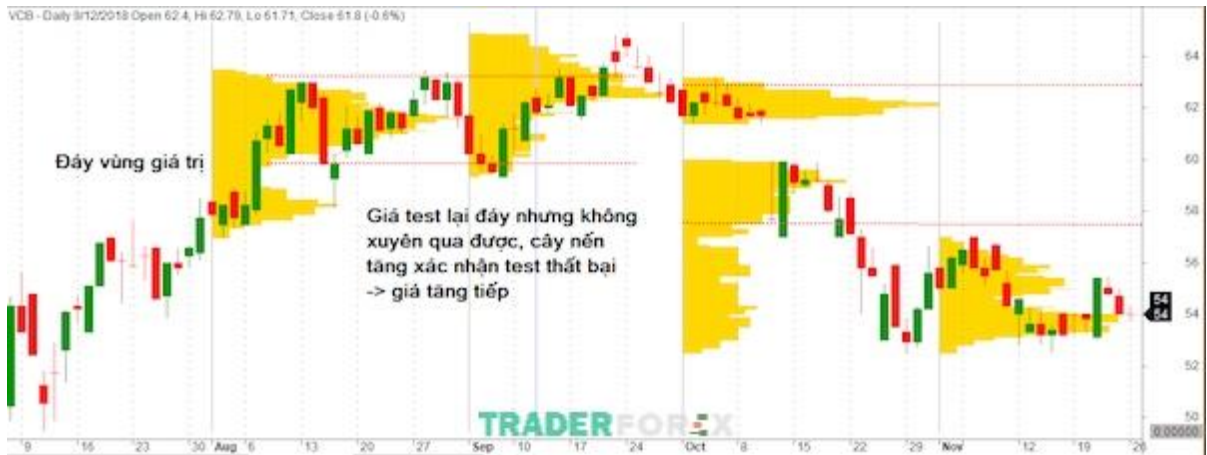 VCB - Daily 9/12/2018 Open 62.4, Hi 62.79, Lo 61.71, Close 61.8 (-0.6%)
64
62
60
58
56
54
54
54
52
50
0.00000
Đáy vùng giá trị
Giá test lại đáy nhưng không
xuyên qua được, cây nến
tăng xác nhận test thất bại
-> giá tăng tiếp
TRADERFOREX
9 16 23 30 Aug 6 13 20 27 Sep 10 17 24 Oct 8 15 22 29 Nov 12 19 26